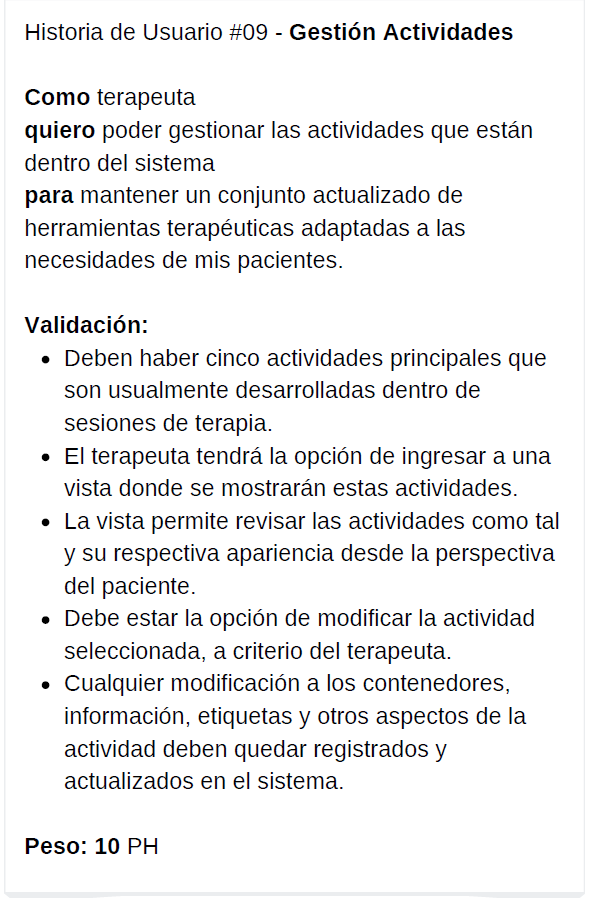 Historia de Usuario #09 - Gestión Actividades
Como terapeuta
quiero poder gestionar las actividades que están
dentro del sistema
para mantener un conjunto actualizado de
herramientas terapéuticas adaptadas a las
necesidades de mis pacientes.
Validación:
• Deben haber cinco actividades principales que
son usualmente desarrolladas dentro de
sesiones de terapia.
• El terapeuta tendrá la opción de ingresar a una
vista donde se mostrarán estas actividades.
• La vista permite revisar las actividades como tal
y su respectiva apariencia desde la perspectiva
del paciente.
• Debe estar la opción de modificar la actividad
seleccionada, a criterio del terapeuta.
• Cualquier modificación a los contenedores,
información, etiquetas y otros aspectos de la
actividad deben quedar registrados y
actualizados en el sistema.
Peso: 10 PH